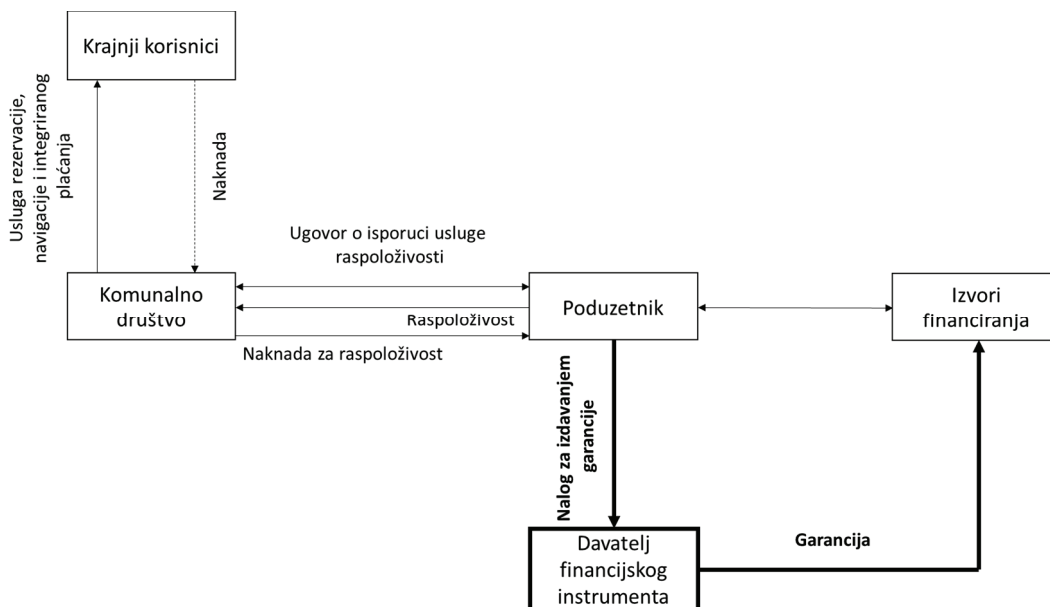 Krajnji korisnici
Usluga rezervacije,
navigacije i integriranog
plaćanja
Naknada
Ugovor o isporuci usluge
raspoloživosti
Komunalno
društvo
Poduzetnik
Izvori
financiranja
Raspoloživost
Naknada za raspoloživost
Nalog za izdavanjem
garancije
Davatelj
financijskog
instrumenta
Garancija